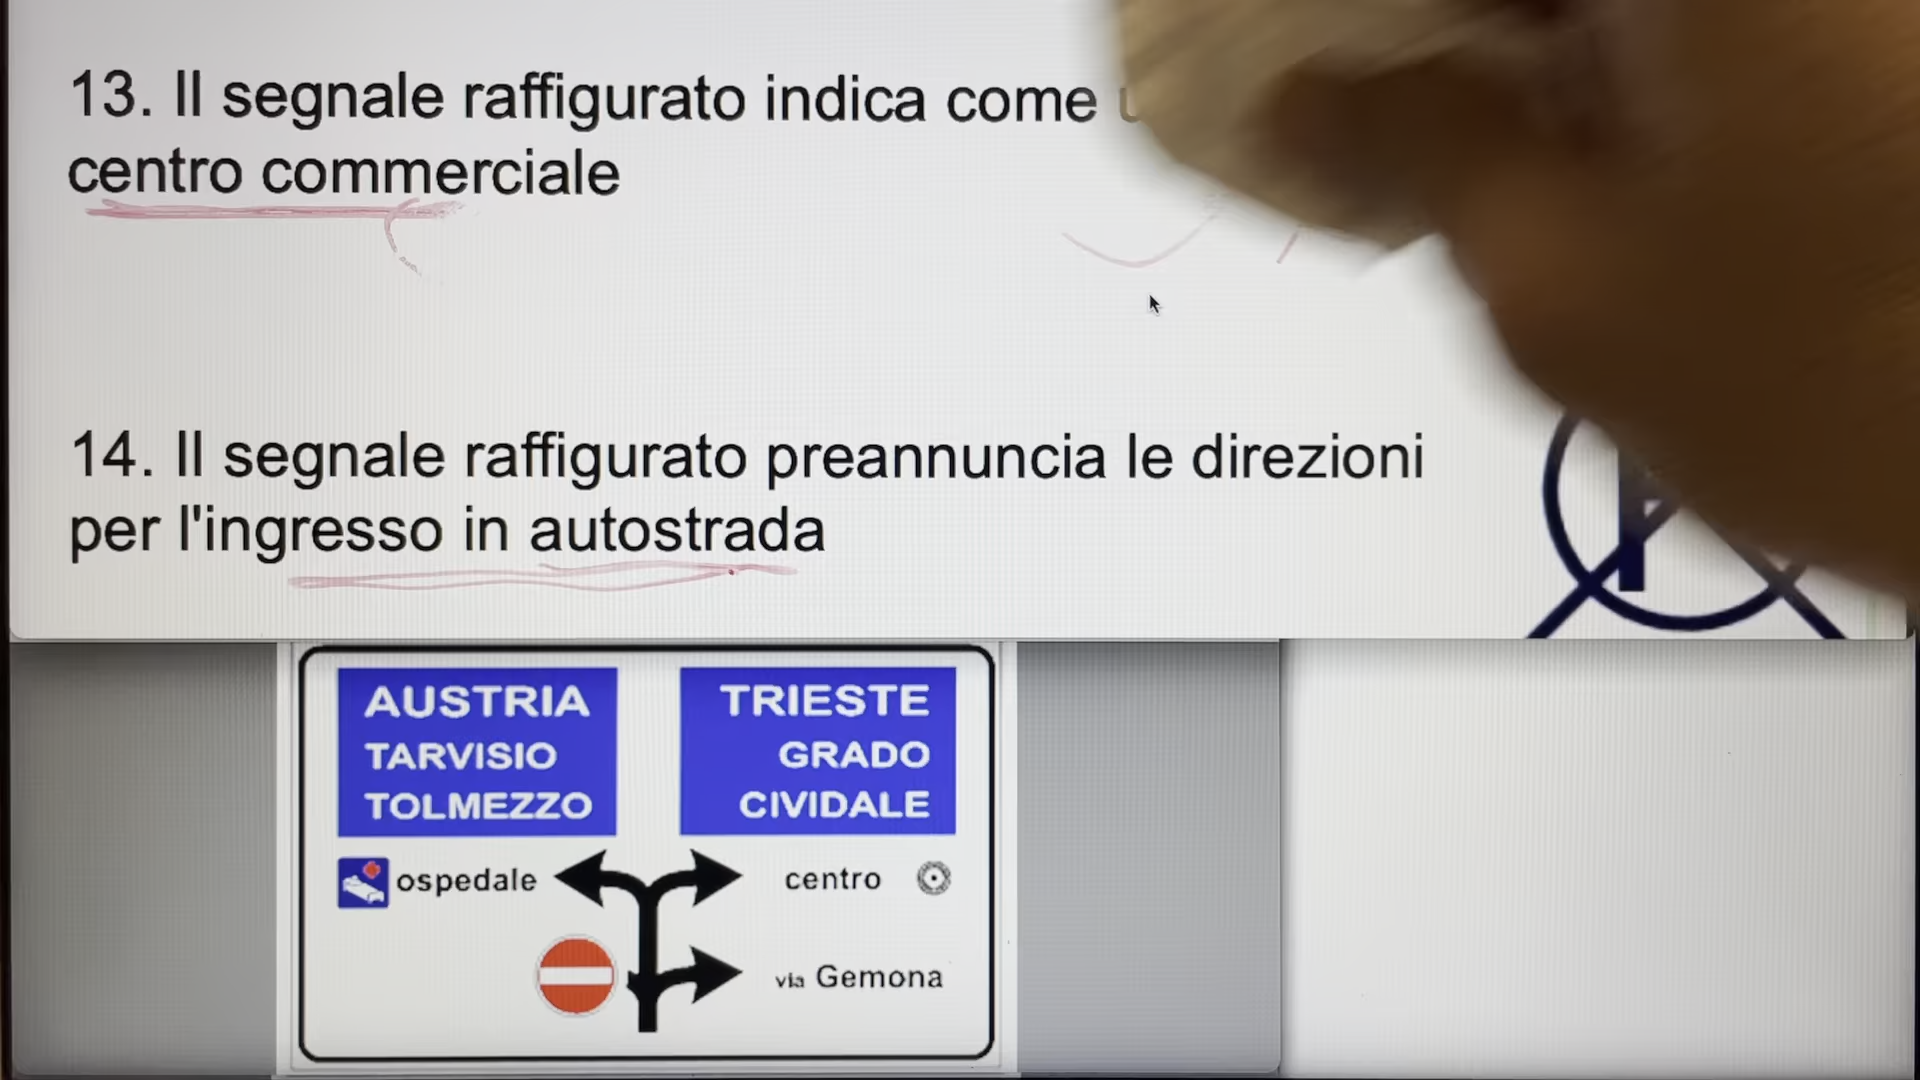 13. Il segnale raffigurato indica come
centro commerciale
14. Il segnale raffigurato preannuncia le direzioni
per l'ingresso in autostrada
AUSTRIA
TARVISIO
TOLMEZZO
TRIESTE
GRADO
CIVIDALE
ospedale
centro
via Gemona